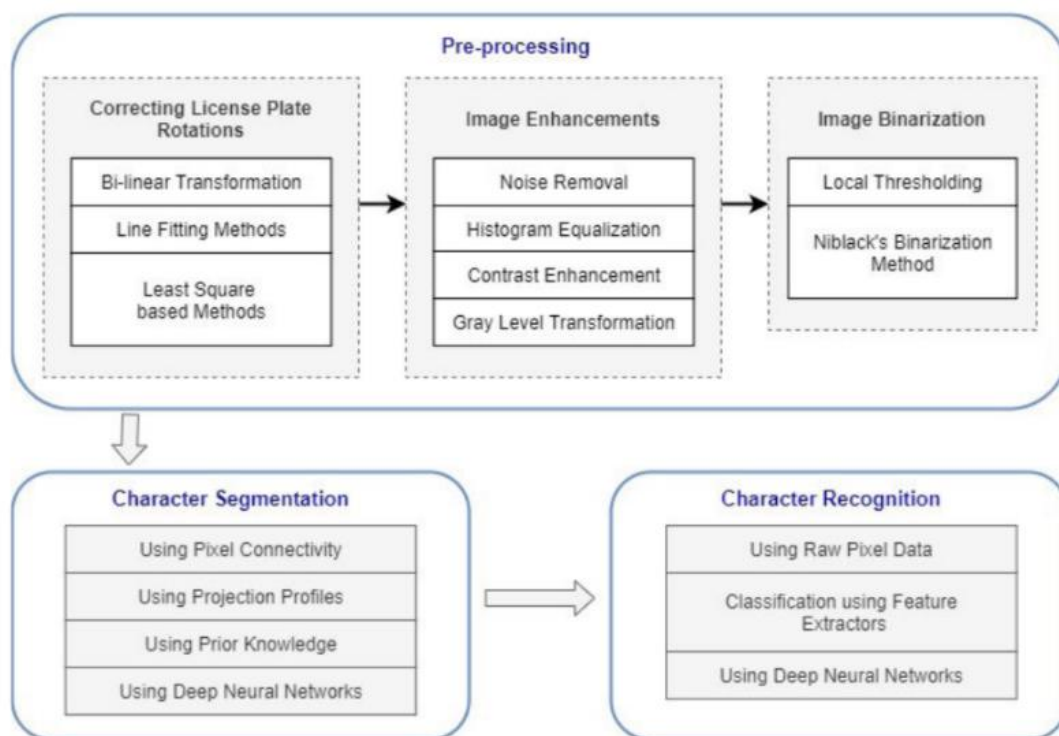 Pre-processing
Correcting License Plate
Rotations
Bi-linear Transformation
Line Fitting Methods
Least Square
based Methods
Image Enhancements
Noise Removal
Histogram Equalization
Contrast Enhancement
Gray Level Transformation
Image Binarization
Local Thresholding
Niblack's Binarization
Method
Character Segmentation
Using Pixel Connectivity
Using Projection Profiles
Using Prior Knowledge
Using Deep Neural Networks
Character Recognition
Using Raw Pixel Data
Classification using Feature
Extractors
Using Deep Neural Networks